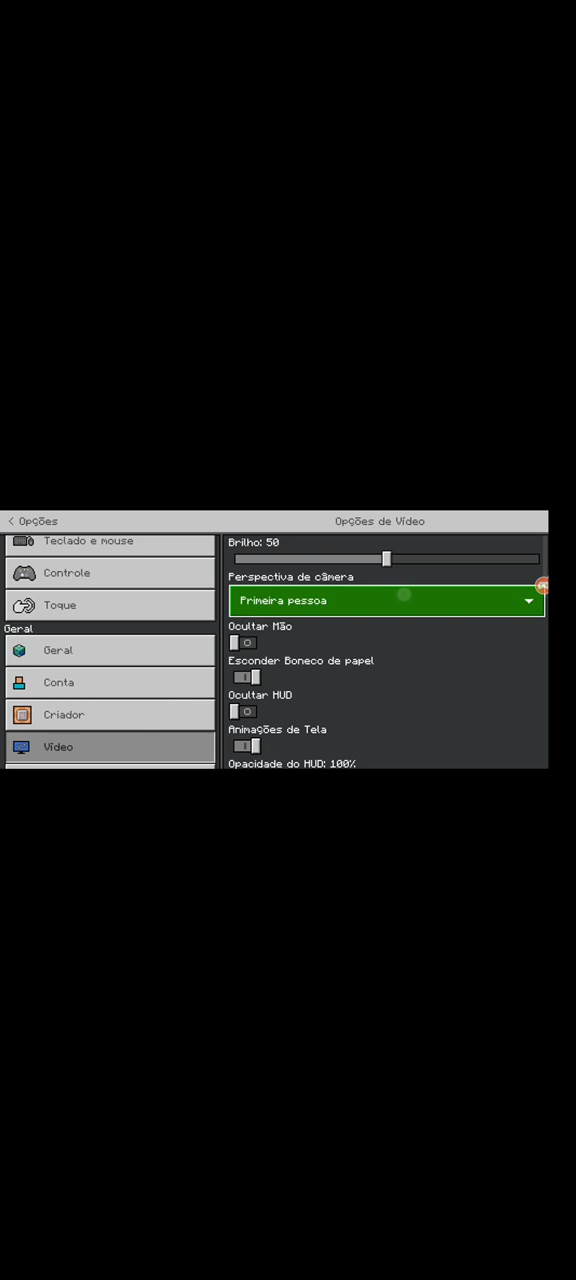 < Opções
Opções de Vídeo
Teclado e mouse
Controle
Toque
Geral
Geral
Conta
Criador
Vídeo
Brilho: 50
Perspectiva de câmera
Primeira pessoa
Ocultar Mão
Esconder Boneco de papel
Ocultar HUD
Animações de Tela
Opacidade do HUD: 100%